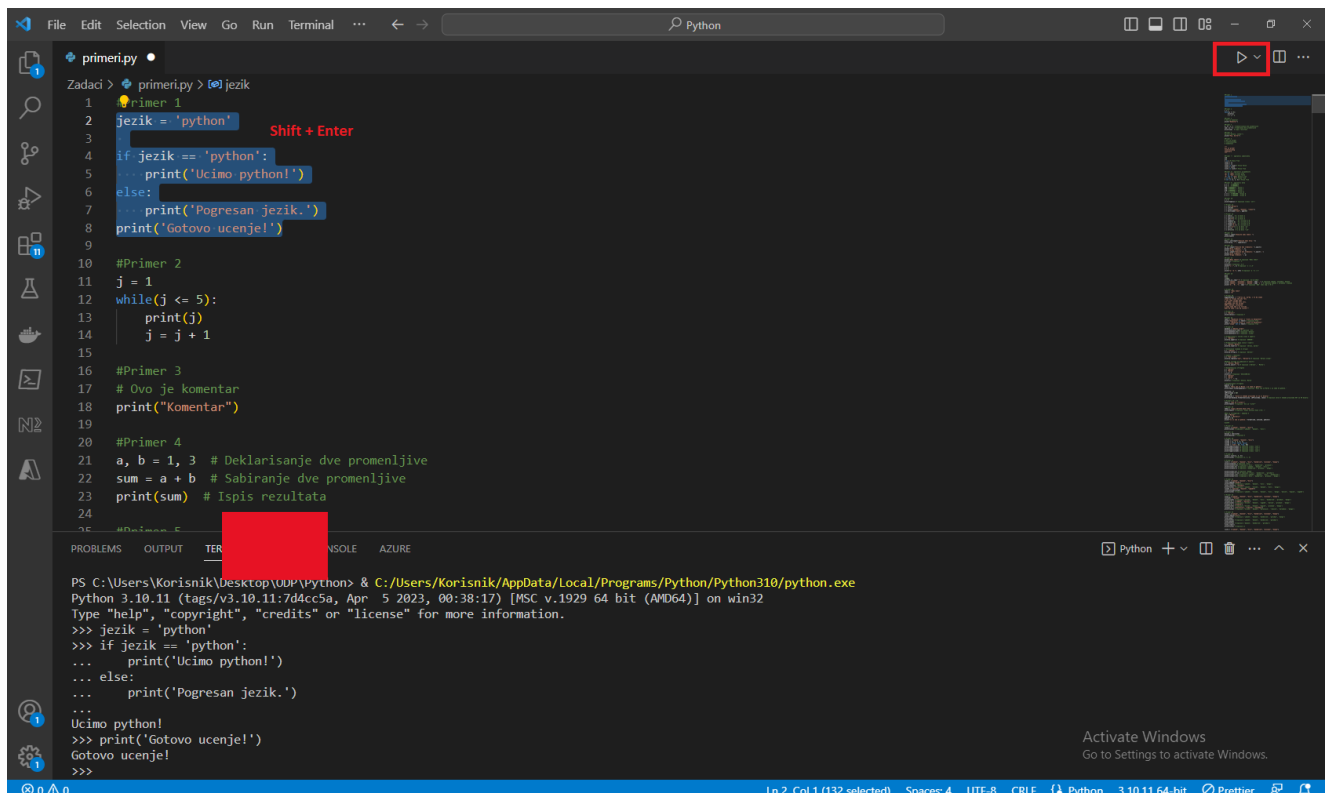 File Edit Selection View Go Run Terminal ··· Python
primeri.py
Zadaci > primeri.py > jezik
1 #Primer 1
2 jezik = 'python'
Shift + Enter
3
4 if jezik == 'python':
5 print('Ucimo python!')
6 else:
7 print('Pogresan jezik.')
8 print('Gotovo ucenje!')
9
10 #Primer 2
11 j = 1
12 while(j <= 5):
13 print(j)
14 j = j + 1
15
16 #Primer 3
17 # Ovo je komentar
18 print("Komentar")
19
20 #Primer 4
21 a, b = 1, 3 # Deklarisanje dve promenljive
22 sum = a + b # Sabiranje dve promenljive
23 print(sum) # Ispis rezultata
24
25 #Primer 5
PROBLEMS OUTPUT AZURE Python
PS C:\Users\Korisnik\Desktop\ODP\Python> & C:/Users/Korisnik/AppData/Local/Programs/Python/Python310/python.exe
Python 3.10.11 (tags/v3.10.11:7d4cc5a, Apr 5 2023, 00:38:17) [MSC v.1929 64 bit (AMD64)] on win32
Type "help", "copyright", "credits" or "license" for more information.
>>> jezik = 'python'
>>> if jezik == 'python':
... print('Ucimo python!')
... else:
... print('Pogresan jezik.')
...
Ucimo python!
>>> print('Gotovo ucenje!')
Gotovo ucenje!
>>>
Activate Windows
Go to Settings to activate Windows.
0 0 Ln 2, Col 1 (132 selected) Spaces: 4 UTF-8 CRLF Python 3.10.11 64-bit Prettier